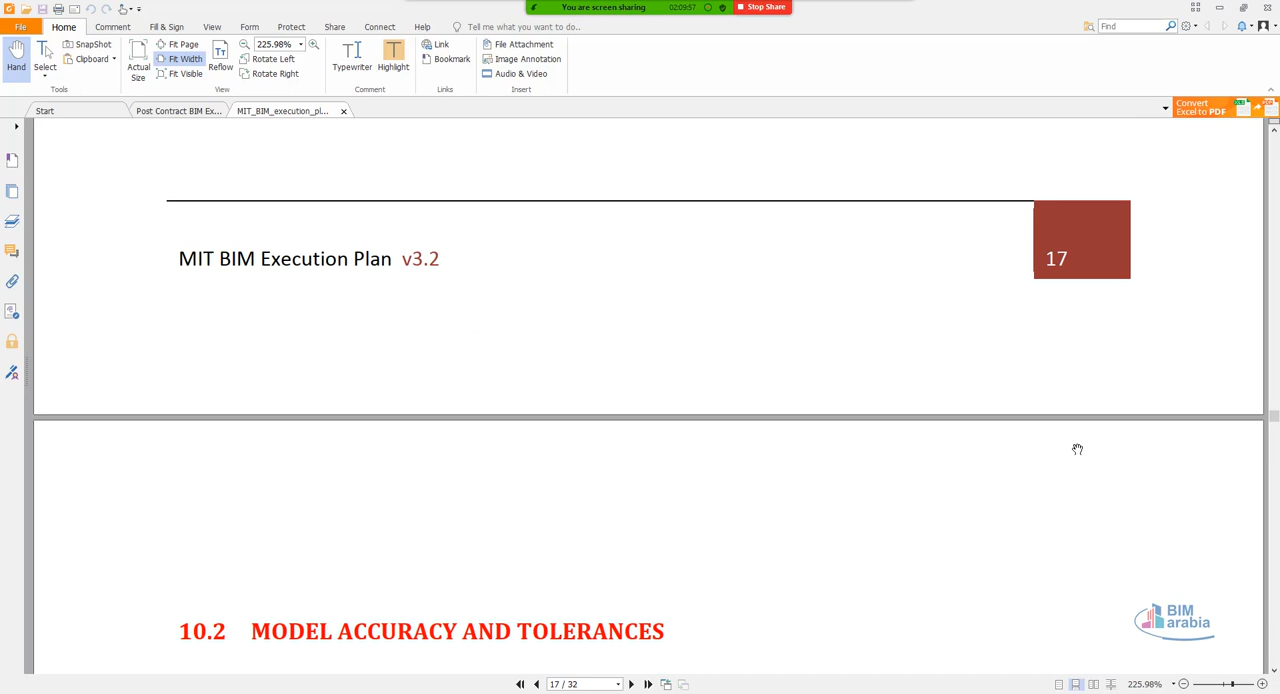 You are screen sharing 02:09:57 Stop Share
File Home Comment Fill & Sign View Form Protect Share Connect Help Tell me what you want to do.. Find
SnapShot Fit Page 225.98% Link File Attachment
Clipboard Fit Width Rotate Left Bookmark Image Annotation
Hand Select Actual Size Reflow Typewriter Highlight
Fit Visible Rotate Right Audio & Video
Tools View Comment Links Insert
Start Post Contract BIM Ex... MIT_BIM_execution_pl... Convert
Excel to PDF
MIT BIM Execution Plan v3.2 17
BIM
arabia
10.2 MODEL ACCURACY AND TOLERANCES
17 / 32 225.98%